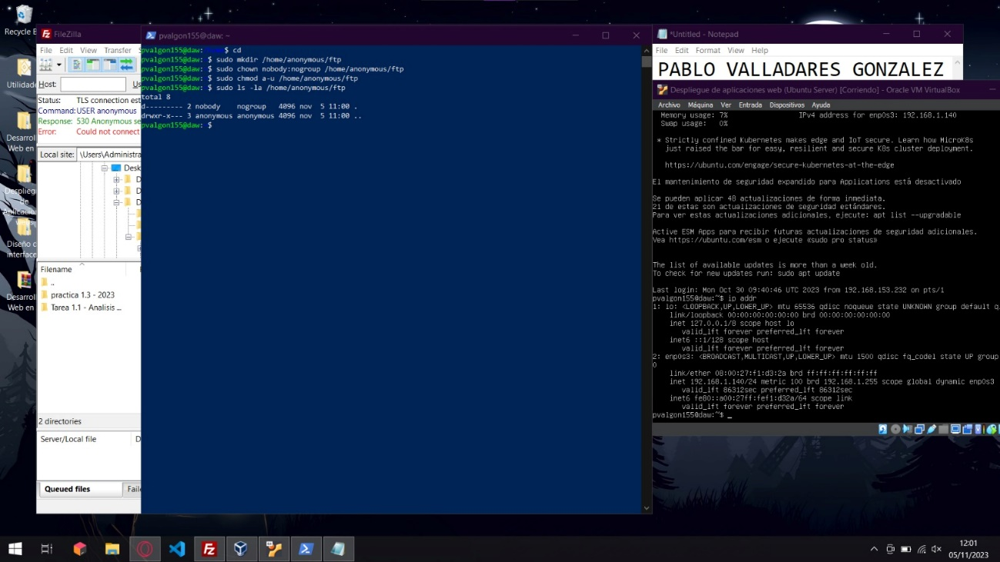 Recycle B
Utilidade
Desarrol
Web en
Despliegu
de
Aplicacio
Diseño d
interface
Desarrol
Web en
FileZilla
File Edit View Transfer
Host:
Status: TLS connection est
Command: USER anonymous
Response: 530 Anonymous se
Error: Could not connect
Local site: \Users\Administra
Desk
D
D
D
Filename
..
practica 1.3 - 2023
Tarea 1.1 - Analisis ...
2 directories
Server/Local file D
Queued files Faile
pvalgon155@daw: ~
pvalgon155@daw: $ cd
pvalgon155@daw: $ sudo mkdir /home/anonymous/ftp
pvalgon155@daw: $ sudo chown nobody:nogroup /home/anonymous/ftp
pvalgon155@daw: $ sudo chmod a-u /home/anonymous/ftp
pvalgon155@daw: $ sudo ls -la /home/anonymous/ftp
total 8
d--------- 2 nobody nogroup 4096 nov 5 11:00 .
drwxr-x--- 3 anonymous anonymous 4096 nov 5 11:00 ..
pvalgon155@daw: $
*Untitled - Notepad
File Edit Format View Help
PABLO VALLADARES GONZALEZ
Despliegue de aplicaciones web (Ubuntu Server) [Corriendo] - Oracle VM VirtualBox
Archivo Máquina Ver Entrada Dispositivos Ayuda
Memory usage: 7% IPv4 address for enp0s3: 192.168.1.140
Swap usage: 0%
* Strictly confined Kubernetes makes edge and IoT secure. Learn how MicroK8s
just raised the bar for easy, resilient and secure K8s cluster deployment.
https://ubuntu.com/engage/secure-kubernetes-at-the-edge
El mantenimiento de seguridad expandido para Applications está desactivado
Se pueden aplicar 48 actualizaciones de forma inmediata.
21 de estas son actualizaciones de seguridad estándares.
Para ver estas actualizaciones adicionales, ejecute: apt list --upgradable
Active ESM Apps para recibir futuras actualizaciones de seguridad adicionales.
Vea https://ubuntu.com/esm o ejecute «sudo pro status»
The list of available updates is more than a week old.
To check for new updates run: sudo apt update
Last login: Mon Oct 30 09:40:46 UTC 2023 from 192.168.153.232 on pts/1
pvalgon155@daw:~$ ip addr
1: lo: <LOOPBACK,UP,LOWER_UP> mtu 65536 qdisc noqueue state UNKNOWN group default q
link/loopback 00:00:00:00:00:00 brd 00:00:00:00:00:00
inet 127.0.0.1/8 scope host lo
valid_lft forever preferred_lft forever
inet6 ::1/128 scope host
valid_lft forever preferred_lft forever
2: enp0s3: <BROADCAST,MULTICAST,UP,LOWER_UP> mtu 1500 qdisc fq_codel state UP group
0
link/ether 08:00:27:f1:d3:2a brd ff:ff:ff:ff:ff:ff
inet 192.168.1.140/24 metric 100 brd 192.168.1.255 scope global dynamic enp0s3
valid_lft 86312sec preferred_lft 86312sec
inet6 fe80::a00:27ff:fef1:d32a/64 scope link
valid_lft forever preferred_lft forever
pvalgon155@daw:~$ _
12:01
05/11/2023